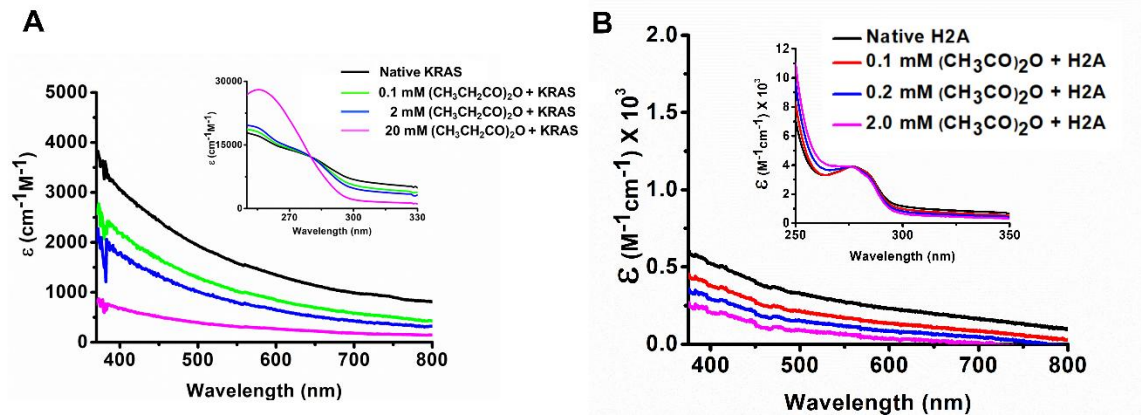 A
Native KRAS
0.1 mM (CH3CH2CO)2O + KRAS
2 mM (CH3CH2CO)2O + KRAS
20 mM (CH3CH2CO)2O + KRAS
30000
15000
0
ε (cm-1M-1)
270
300
330
Wavelength (nm)
5000
4000
3000
2000
1000
0
ε (cm-1M-1)
400
500
600
700
800
Wavelength (nm)
B
Native H2A
0.1 mM (CH3CO)2O + H2A
0.2 mM (CH3CO)2O + H2A
2.0 mM (CH3CO)2O + H2A
12
10
8
6
4
2
0
ε (M-1cm-1) X 10³
250
300
350
Wavelength (nm)
2.0
1.5
1.0
0.5
0.0
ε (M-1cm-1) X 10³
400
500
600
700
800
Wavelength (nm)